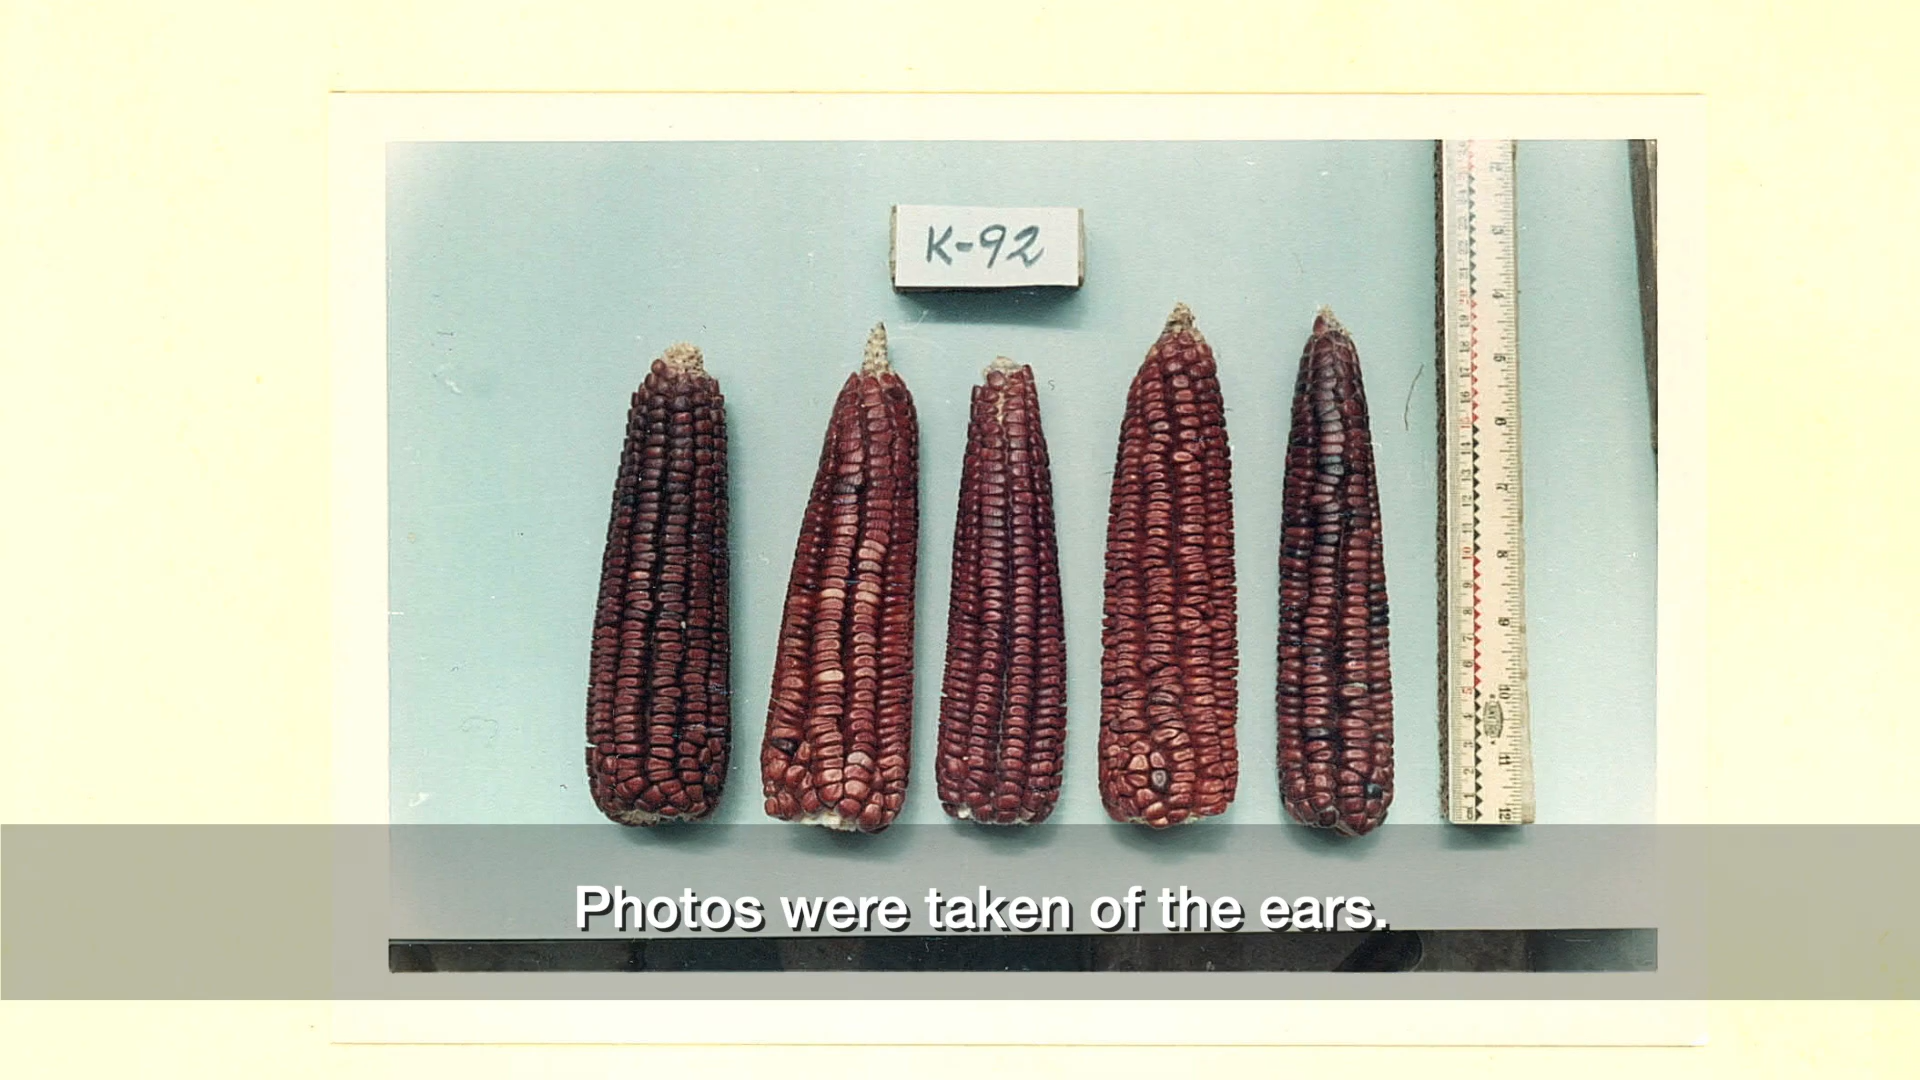 K-92
Photos were taken of the ears.